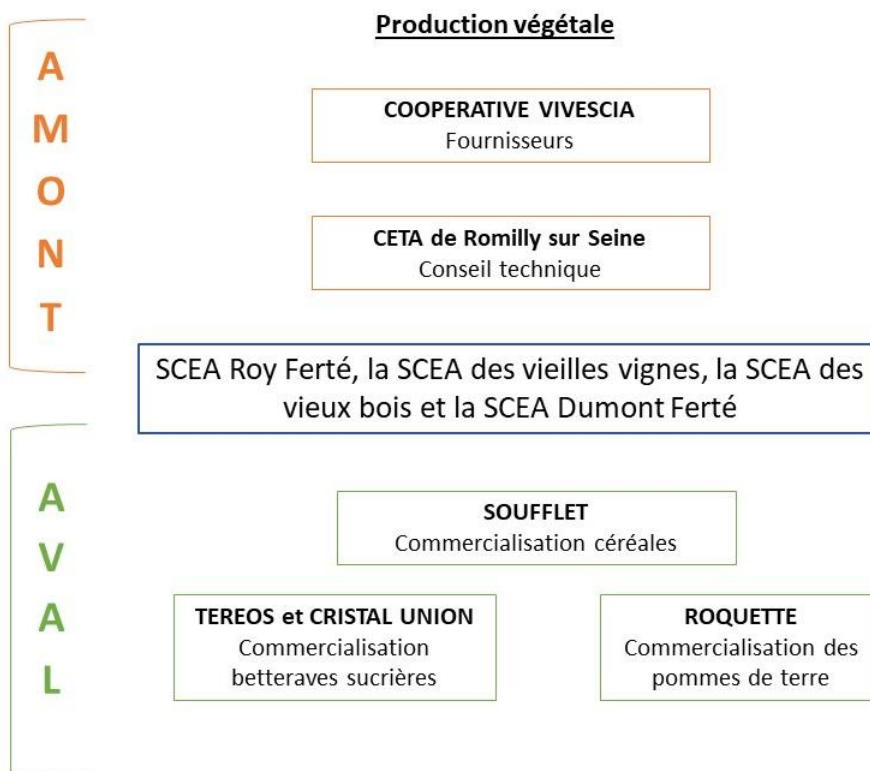 Production végétale
AMONT
COOPERATIVE VIVESCIA
Fournisseurs
CETA de Romilly sur Seine
Conseil technique
SCEA Roy Ferté, la SCEA des vieilles vignes, la SCEA des
vieux bois et la SCEA Dumont Ferté
AVAL
SOUFFLET
Commercialisation céréales
TEREOS et CRISTAL UNION
Commercialisation
betteraves sucrières
ROQUETTE
Commercialisation des
pommes de terre